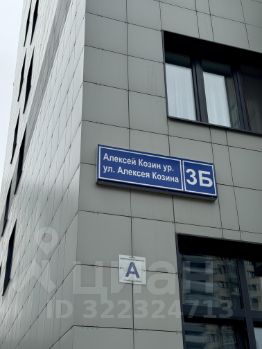 Алексей Козин ур.
ул. Алексея Козина
3Б
А
циан
ID 322324713